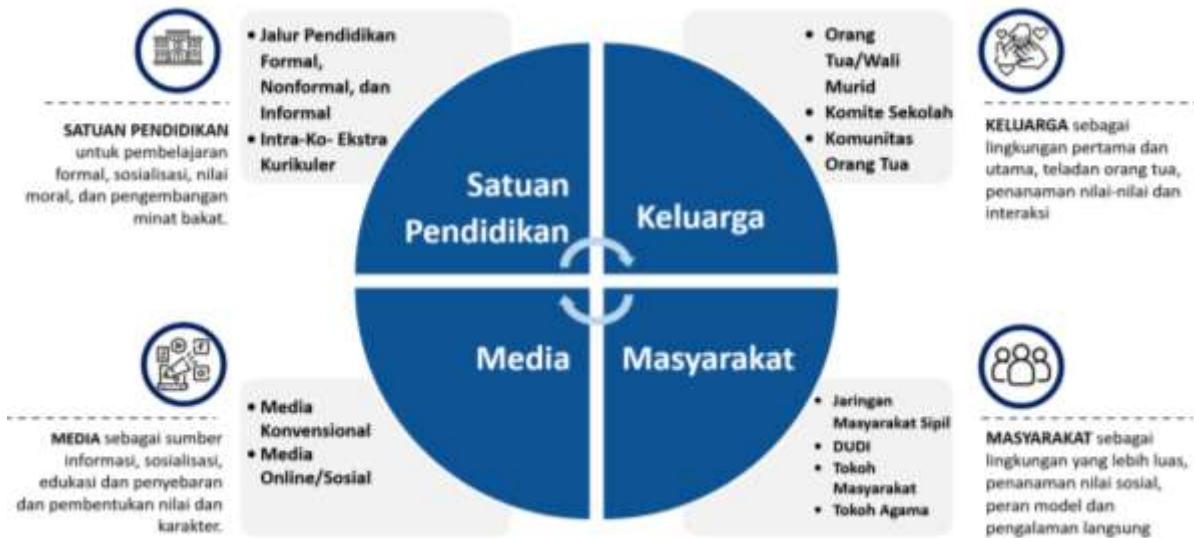 • Jalur Pendidikan
Formal,
Nonformal, dan
Informal
• Intra-Ko- Ekstra
Kurikuler
SATUAN PENDIDIKAN
untuk pembelajaran
formal, sosialisasi, nilai
moral, dan pengembangan
minat bakat.
Satuan
Pendidikan
• Orang
Tua/Wali
Murid
• Komite Sekolah
• Komunitas
Orang Tua
KELUARGA sebagai
lingkungan pertama dan
utama, teladan orang tua,
penanaman nilai-nilai dan
interaksi
Keluarga
Media
• Media
Konvensional
• Media
Online/Sosial
MEDIA sebagai sumber
informasi, sosialisasi,
edukasi dan penyebaran
dan pembentukan nilai dan
karakter.
Masyarakat
• Jaringan
Masyarakat Sipil
• DUDI
• Tokoh
Masyarakat
• Tokoh Agama
MASYARAKAT sebagai
lingkungan yang lebih luas,
penanaman nilai sosial,
peran model dan
pengalaman langsung